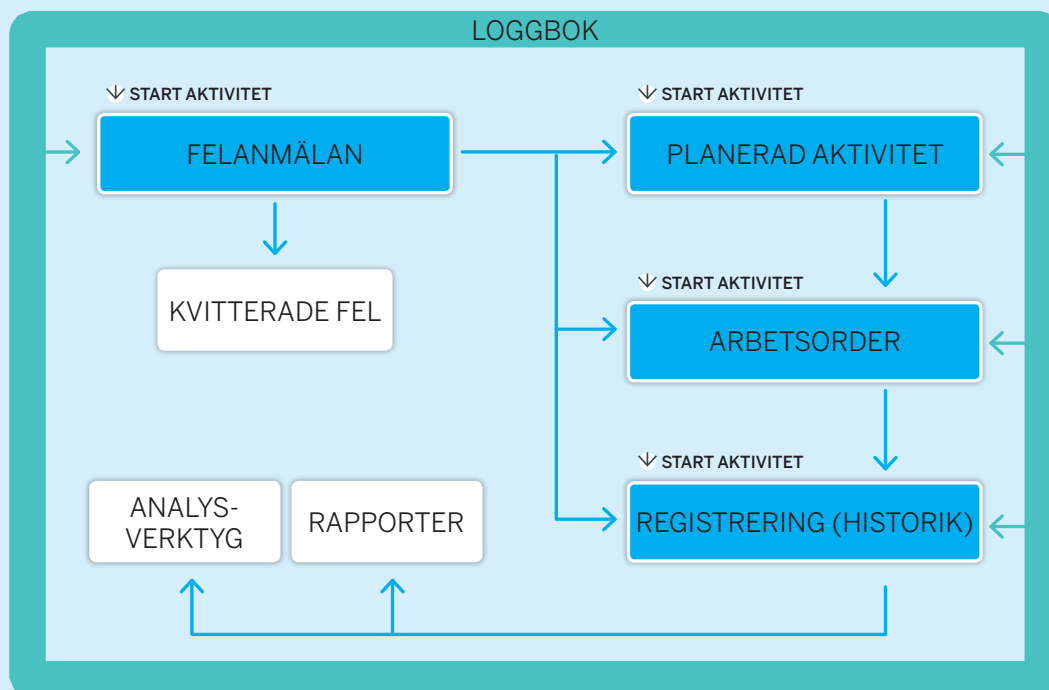 LOGGBOK
START AKTIVITET
FELANMÄLAN
KVITTERADE FEL
START AKTIVITET
PLANERAD AKTIVITET
START AKTIVITET
ARBETSORDER
START AKTIVITET
REGISTRERING (HISTORIK)
ANALYS-
VERKTYG
RAPPORTER